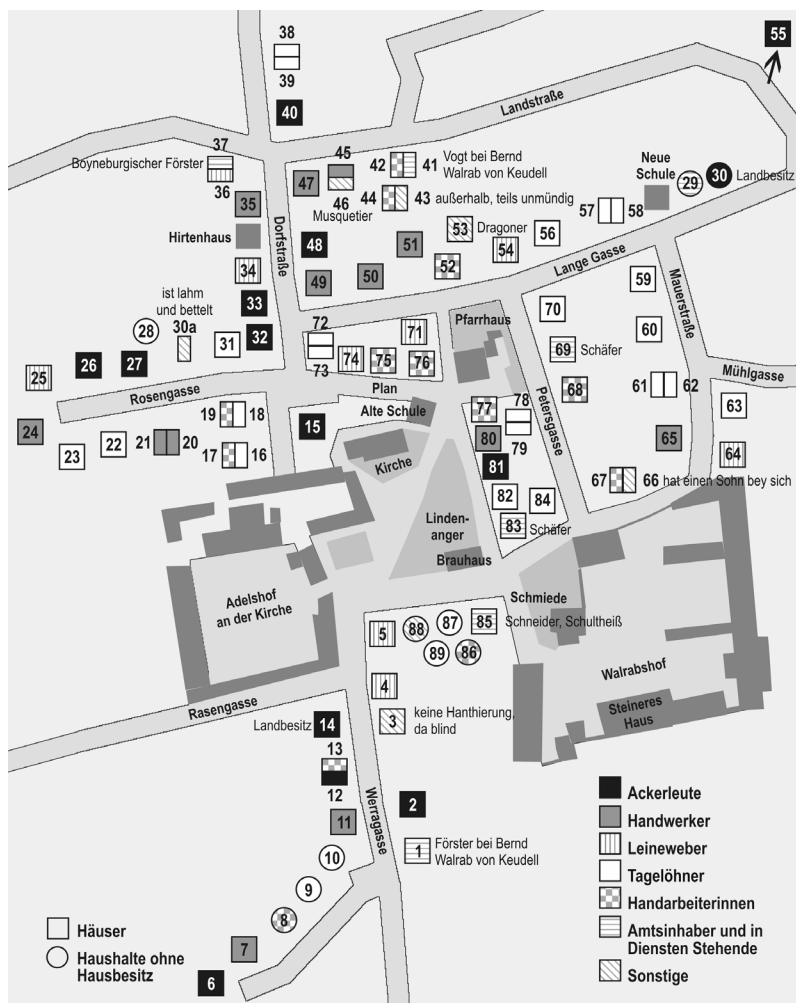 38
39
55
40
Landstraße
37
Boyneburgischer Förster
36
45
42
41
Vogt bei Bernd
Walrab von Keudell
47
46
Musquetier
44
43
außerhalb, teils unmündig
Neue
Schule
29
30
Landbesitz
35
Hirtenhaus
Dorfstraße
48
53
Dragoner
56
57
58
51
54
52
34
49
50
Lange Gasse
59
Mauerstraße
ist lahm
und bettelt
33
28
30a
31
32
72
71
Pfarrhaus
70
60
26
27
73
74
75
76
69
Schäfer
25
Rosengasse
Plan
Petersgasse
68
61
62
Mühlgasse
63
19
18
15
Alte Schule
77
78
24
23
22
21
20
80
79
65
17
16
Kirche
81
64
67
66
hat einen Sohn bey sich
82
84
Linden-
anger
83
Schäfer
Brauhaus
Adelshof
an der Kirche
Schmiede
5
88
87
85
Schneider, Schultheiß
89
86
Walrabshof
4
Steineres
Haus
Rasengasse
Landbesitz
14
3
keine Hanthierung,
da blind
13
12
Werragasse
2
11
1
Förster bei Bernd
Walrab von Keudell
10
9
8
7
6
Häuser
Haushalte ohne
Hausbesitz
Ackerleute
Handwerker
Leineweber
Tagelöhner
Handarbeiterinnen
Amtsinhaber und in
Diensten Stehende
Sonstige